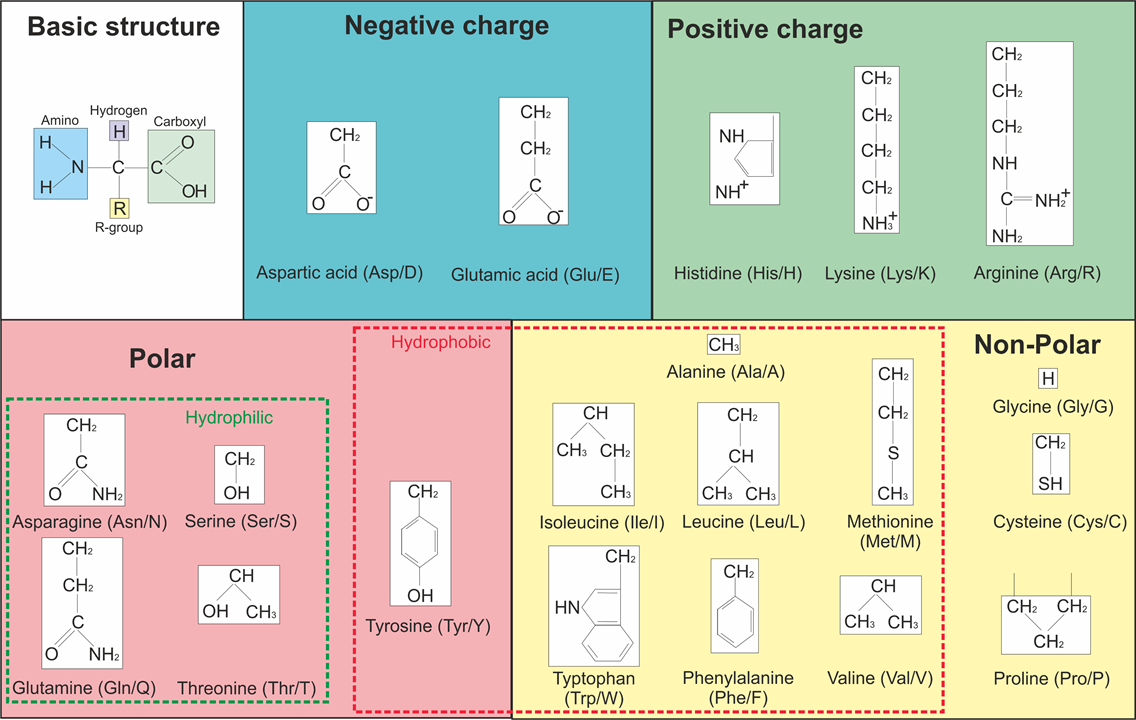 Basic structure
Hydrogen
Amino
Carboxyl
H
H
O
N
C
C
H
OH
R
R-group
Negative charge
CH2
C
O
O-
Aspartic acid (Asp/D)
CH2
CH2
C
O
O-
Glutamic acid (Glu/E)
Positive charge
NH
NH+
Histidine (His/H)
CH2
CH2
CH2
CH2
NH3+
Lysine (Lys/K)
CH2
CH2
CH2
NH
C
NH2+
NH2
Arginine (Arg/R)
Polar
Hydrophilic
CH2
C
O
NH2
Asparagine (Asn/N)
CH2
OH
Serine (Ser/S)
CH2
CH2
C
O
NH2
Glutamine (Gln/Q)
CH
OH
CH3
Threonine (Thr/T)
Hydrophobic
CH2
OH
Tyrosine (Tyr/Y)
CH3
Alanine (Ala/A)
CH
CH3
CH2
CH3
Isoleucine (Ile/I)
CH2
CH
CH3
CH3
Leucine (Leu/L)
CH2
CH2
S
CH3
Methionine
(Met/M)
CH2
HN
Typtophan
(Trp/W)
CH2
Phenylalanine
(Phe/F)
CH
CH3
CH3
Valine (Val/V)
Non-Polar
H
Glycine (Gly/G)
CH2
SH
Cysteine (Cys/C)
CH2
CH2
CH2
Proline (Pro/P)